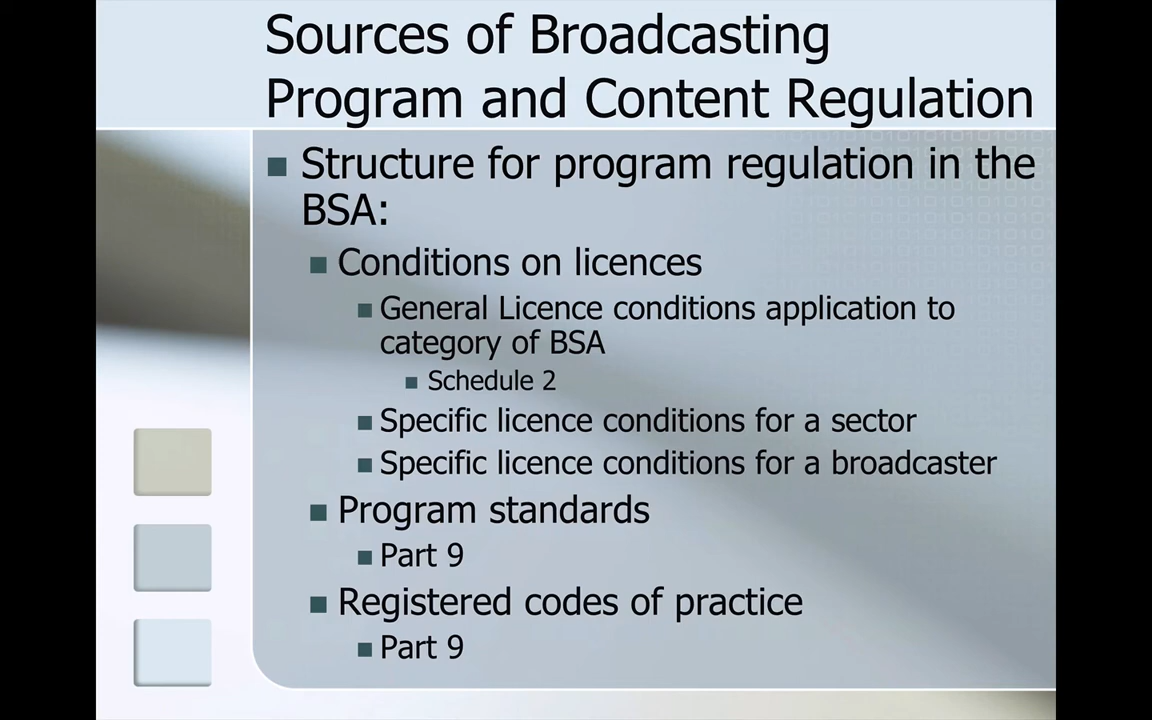 Sources of Broadcasting
Program and Content Regulation
Structure for program regulation in the
BSA:
Conditions on licences
General Licence conditions application to
category of BSA
Schedule 2
Specific licence conditions for a sector
Specific licence conditions for a broadcaster
Program standards
Part 9
Registered codes of practice
Part 9